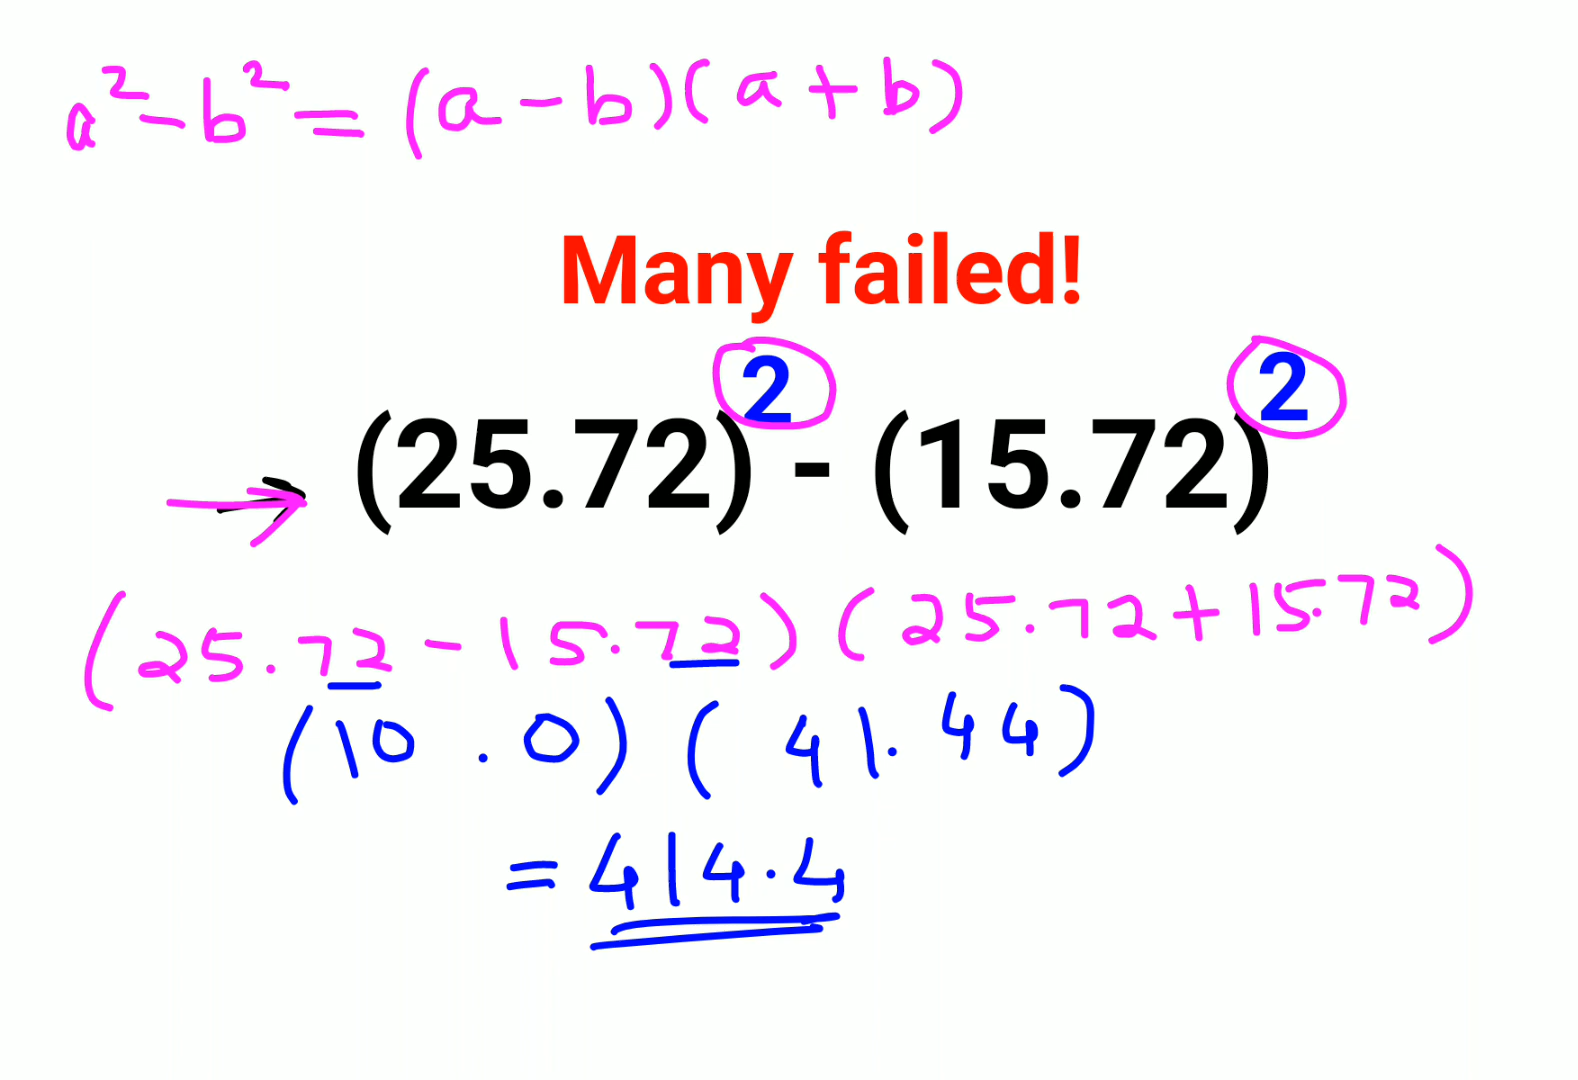 a² - b² = (a - b)(a + b)
Many failed!
(25.72)² - (15.72)²
(25.72 - 15.72) (25.72 + 15.72)
(10.0) (41.44)
= 414.4